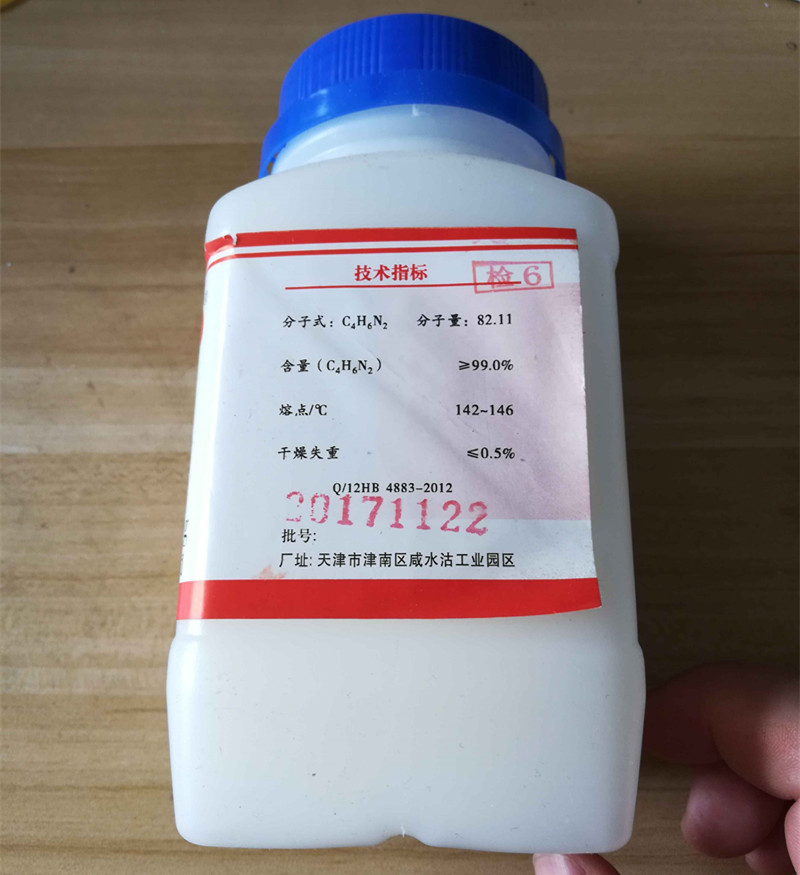 技术指标
检6
分子式：C₄H₆N₂ 分子量：82.11
含量（C₄H₆N₂） ≥99.0%
熔点/℃ 142~146
干燥失重 ≤0.5%
Q/12HB 4883-2012
20171122
批号:
厂址: 天津市津南区咸水沽工业园区